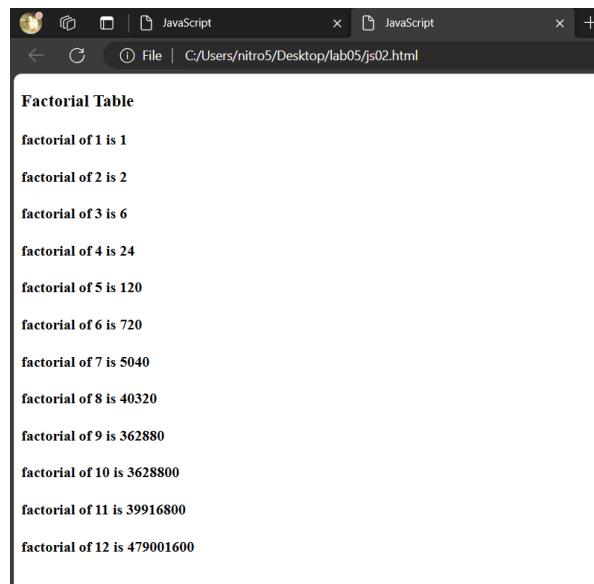 JavaScript
JavaScript
File | C:/Users/nitro5/Desktop/lab05/js02.html
Factorial Table
factorial of 1 is 1
factorial of 2 is 2
factorial of 3 is 6
factorial of 4 is 24
factorial of 5 is 120
factorial of 6 is 720
factorial of 7 is 5040
factorial of 8 is 40320
factorial of 9 is 362880
factorial of 10 is 3628800
factorial of 11 is 39916800
factorial of 12 is 479001600